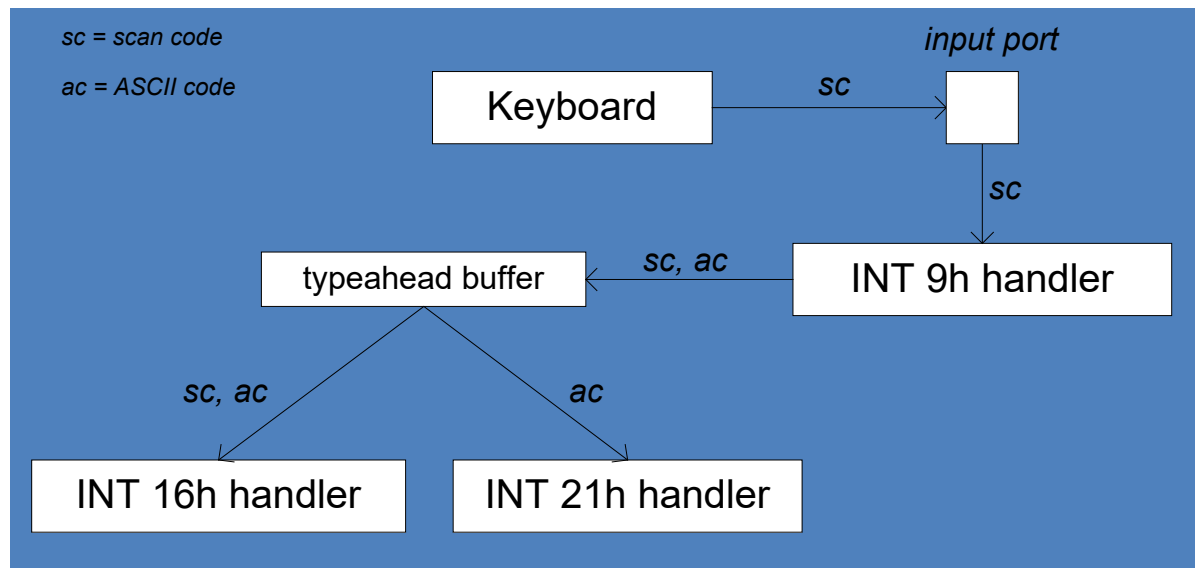 sc = scan code
input port
ac = ASCII code
Keyboard
sc
sc
typeahead buffer
sc, ac
INT 9h handler
sc, ac
ac
INT 16h handler
INT 21h handler